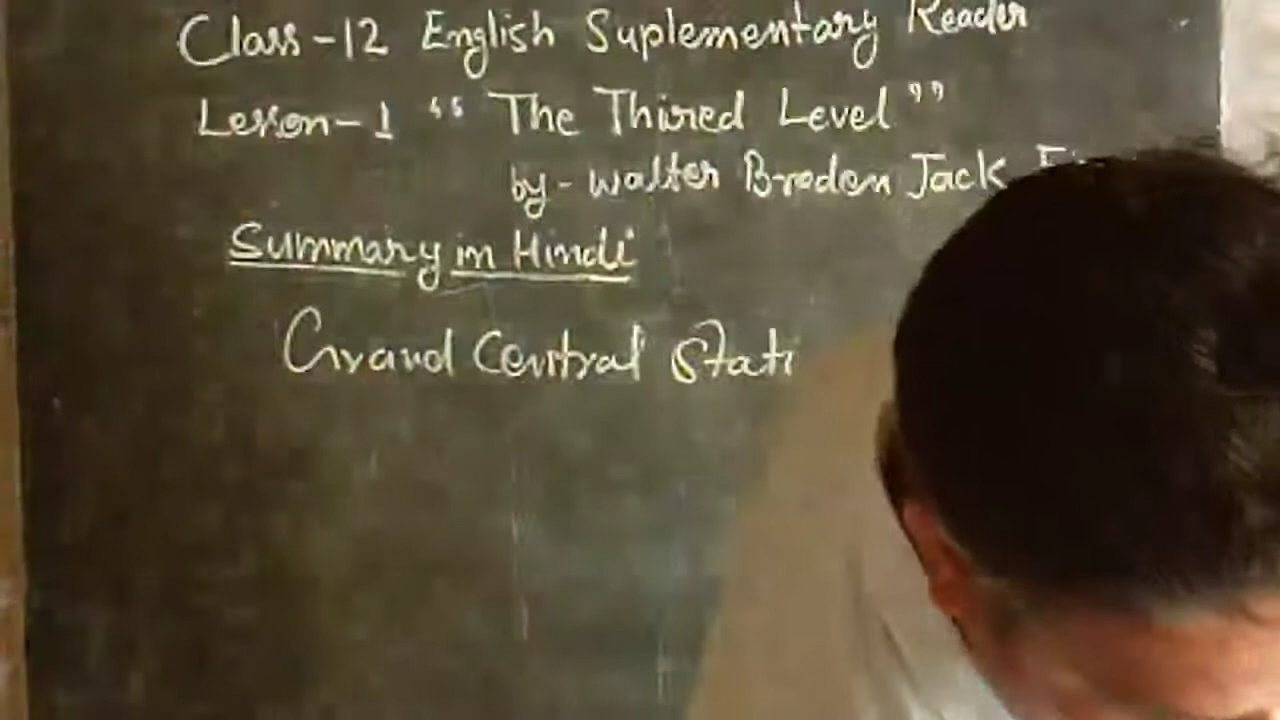 Class-12 English Suplementary Reader
Lesson-1 “ The Thired Level ”
by- Walter Braden Jack
Summary in Hindi
Grand Central Stati